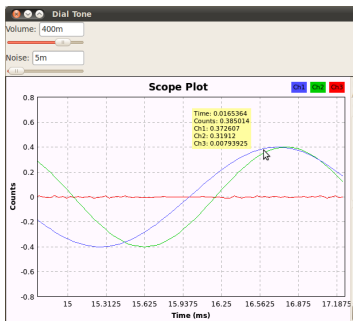 Dial Tone
Volume: 400m
Noise: 5m
Scope Plot
Ch1 Ch2 Ch3
Time: 0.0165364
Counts: 0.385014
Ch1: 0.372607
Ch2: 0.31912
Ch3: 0.00793925
0.8
0.6
0.4
0.2
0
-0.2
-0.4
-0.6
-0.8
Counts
15 15.3125 15.625 15.9375 16.25 16.5625 16.875 17.1875
Time (ms)